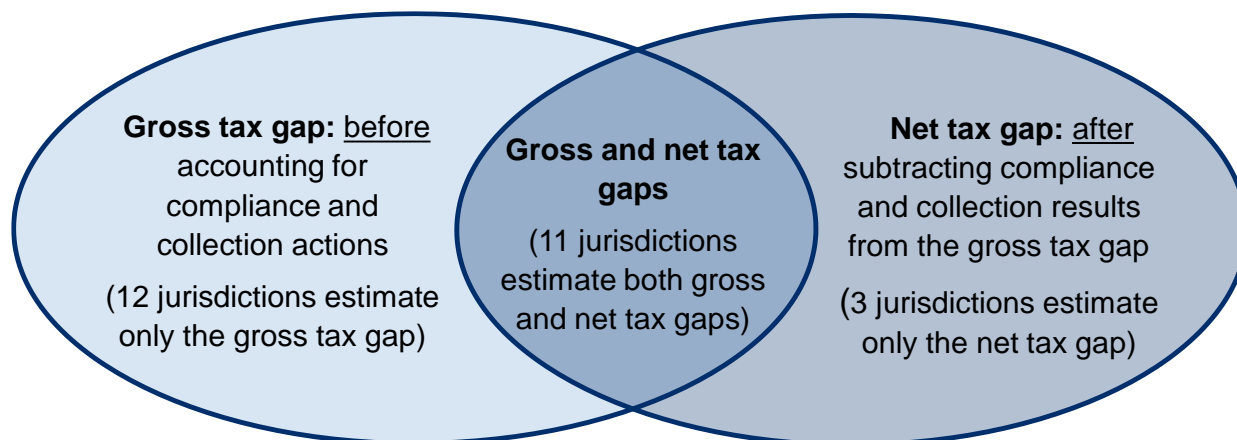 Gross tax gap: before
accounting for
compliance and
collection actions
(12 jurisdictions estimate
only the gross tax gap)
Gross and net tax
gaps
(11 jurisdictions
estimate both gross
and net tax gaps)
Net tax gap: after
subtracting compliance
and collection results
from the gross tax gap
(3 jurisdictions estimate
only the net tax gap)